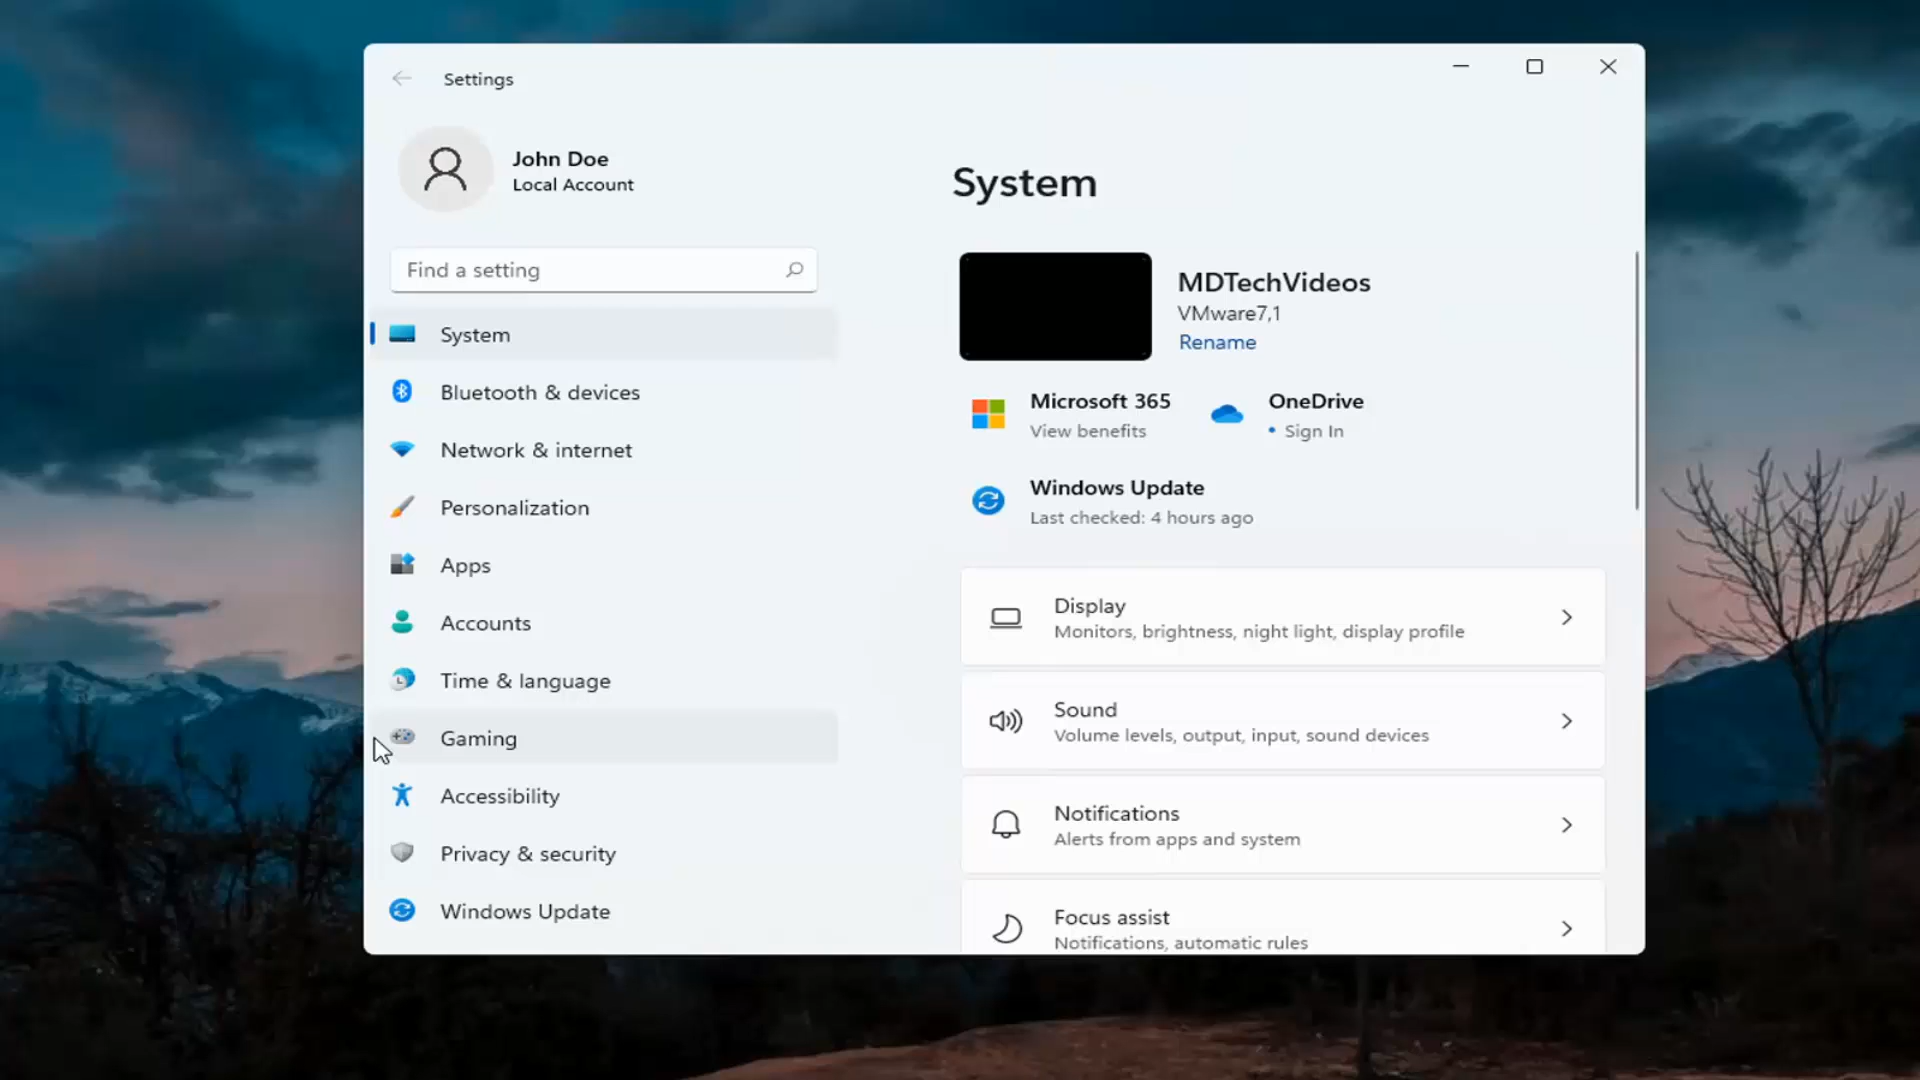 Settings
John Doe
Local Account
Find a setting
System
Bluetooth & devices
Network & internet
Personalization
Apps
Accounts
Time & language
Gaming
Accessibility
Privacy & security
Windows Update
System
MDTechVideos
VMware7,1
Rename
Microsoft 365
View benefits
OneDrive
• Sign In
Windows Update
Last checked: 4 hours ago
Display
Monitors, brightness, night light, display profile
Sound
Volume levels, output, input, sound devices
Notifications
Alerts from apps and system
Focus assist
Notifications, automatic rules